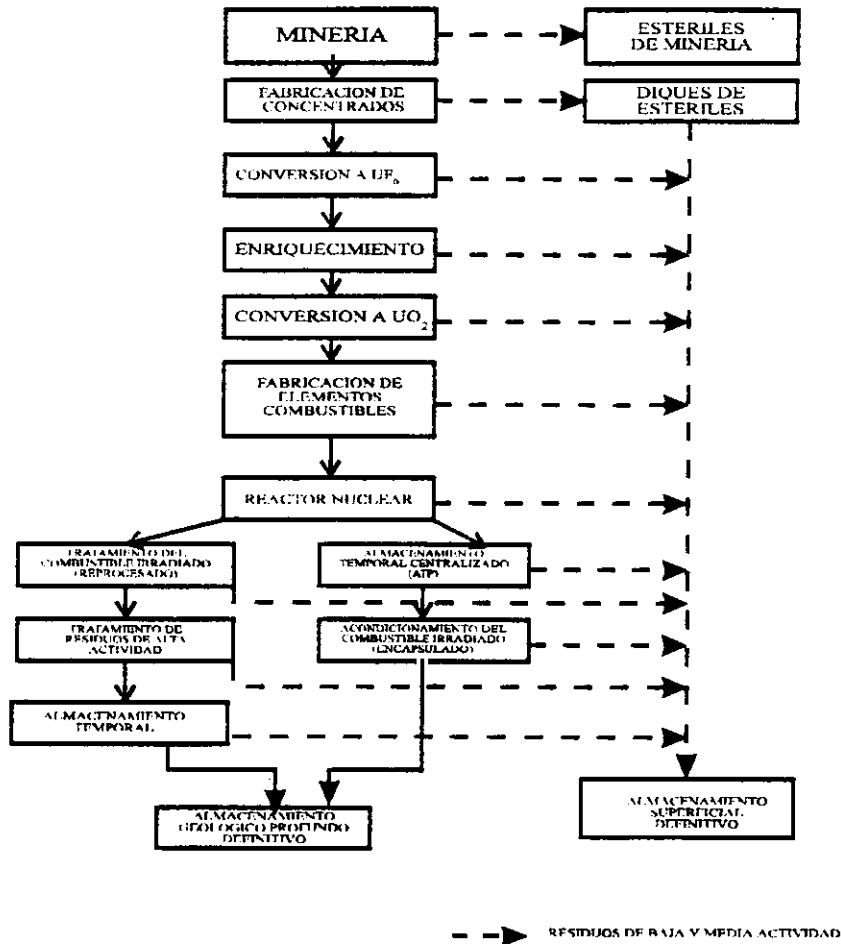 MINERIA
ESTERILES
DE MINERIA
FABRICACION DE
CONCENTRADOS
DIQUES DE
ESTERILES
CONVERSION A UF6
ENRIQUECIMIENTO
CONVERSION A UO2
FABRICACION DE
ELEMENTOS
COMBUSTIBLES
REACTOR NUCLEAR
TRATAMIENTO DEL
COMBUSTIBLE IRRADIADO
(REPROCESADO)
ALMACENAMIENTO
TEMPORAL CENTRALIZADO
(ATP)
TRATAMIENTO DE
RESIDUOS DE ALTA
ACTIVIDAD
ACONDICIONAMIENTO DEL
COMBUSTIBLE IRRADIADO
(ENCAPSULADO)
ALMACENAMIENTO
TEMPORAL
ALMACENAMIENTO
GEOLOGICO PROFUNDO
DEFINITIVO
ALMACENAMIENTO
SUPERFICIAL
DEFINITIVO
RESIDUOS DE BAJA Y MEDIA ACTIVIDAD